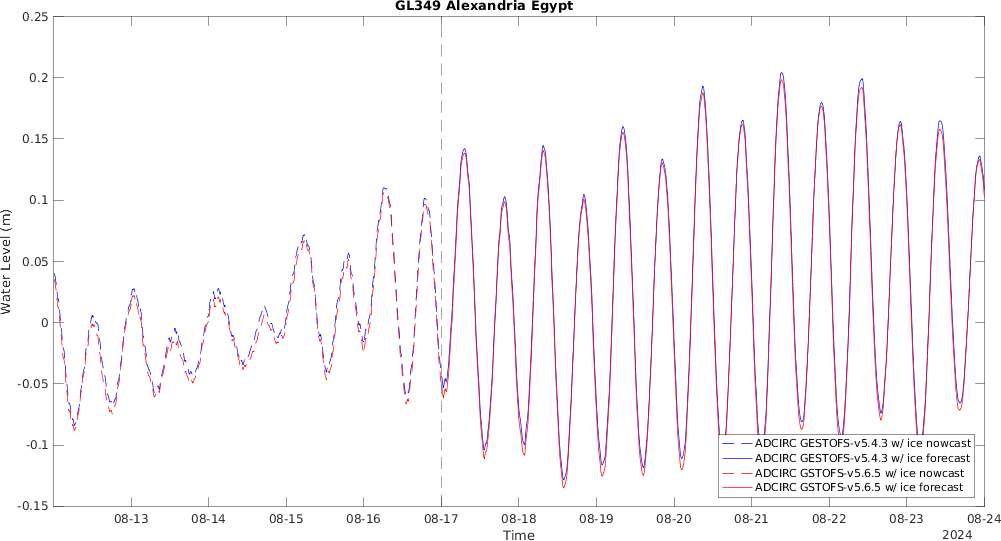 GL349 Alexandria Egypt
0.25
0.2
0.15
0.1
0.05
0
-0.05
-0.1
-0.15
Water Level (m)
ADCIRC GESTOFS-v5.4.3 w/ ice nowcast
ADCIRC GESTOFS-v5.4.3 w/ ice forecast
ADCIRC GSTOFS-v5.6.5 w/ ice nowcast
ADCIRC GSTOFS-v5.6.5 w/ ice forecast
08-13 08-14 08-15 08-16 08-17 08-18 08-19 08-20 08-21 08-22 08-23 08-24
Time
2024